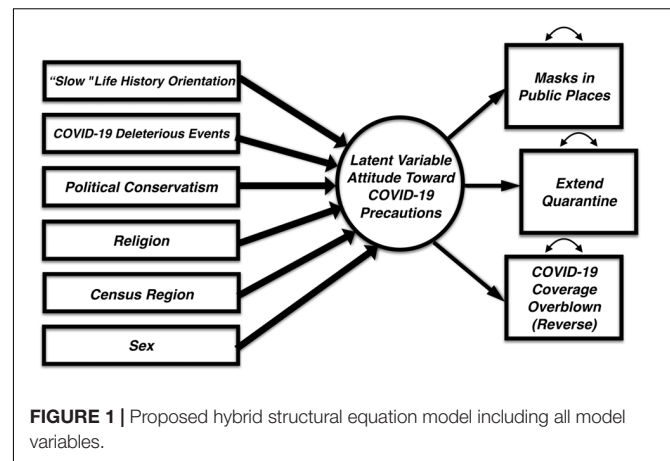 “Slow "Life History Orientation
COVID-19 Deleterious Events
Political Conservatism
Religion
Census Region
Sex
Latent Variable
Attitude Toward
COVID-19
Precautions
Masks in
Public Places
Extend
Quarantine
COVID-19
Coverage
Overblown
(Reverse)
FIGURE 1 | Proposed hybrid structural equation model including all model
variables.